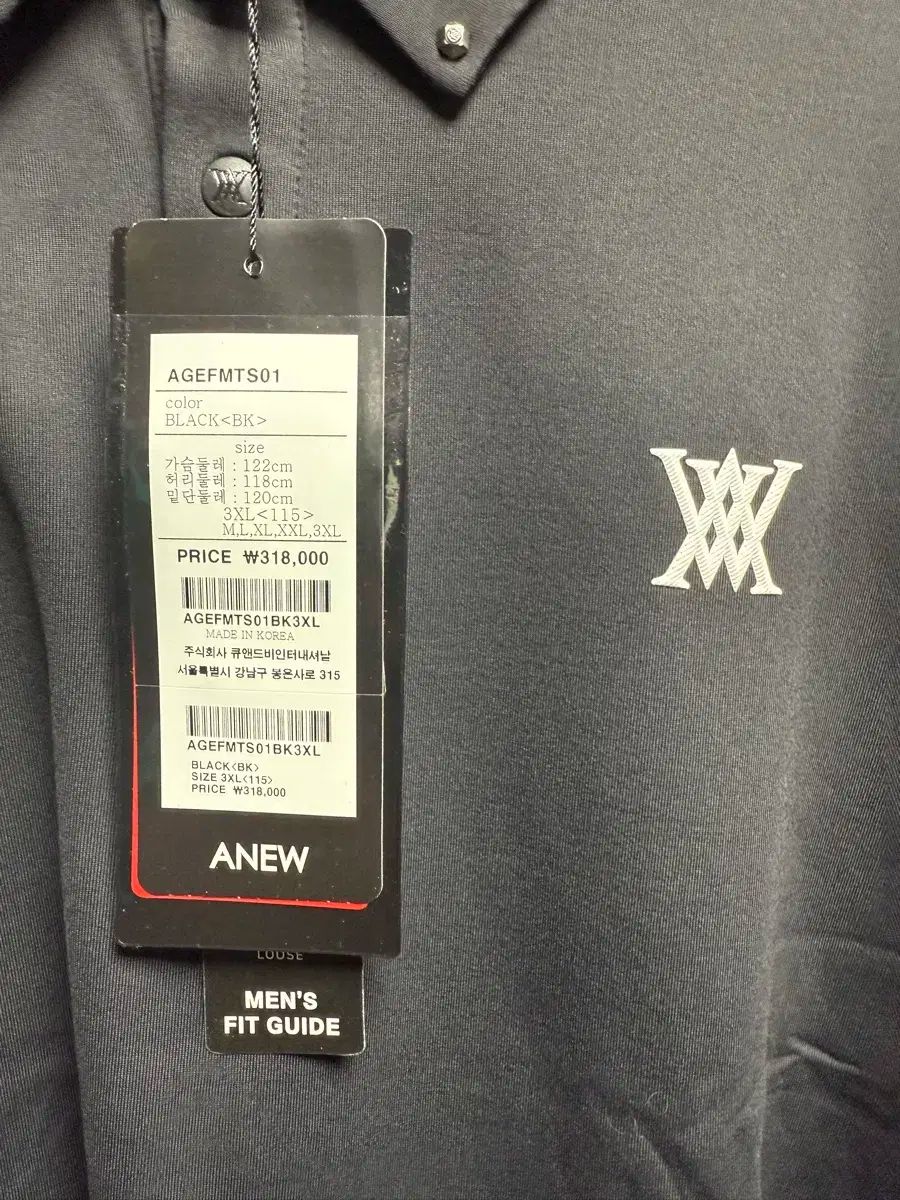 AGEFMTS01
color
BLACK<BK>
size
가슴둘레 : 122cm
허리둘레 : 118cm
밑단둘레 : 120cm
3XL<115>
M,L,XL,XXL,3XL
PRICE ₩318,000
AGEFMTS01BK3XL
MADE IN KOREA
주식회사 큐앤드비인터내셔날
서울특별시 강남구 봉은사로 315
AGEFMTS01BK3XL
BLACK<BK>
SIZE 3XL<115>
PRICE ₩318,000
ANEW
LOOSE
MEN'S
FIT GUIDE